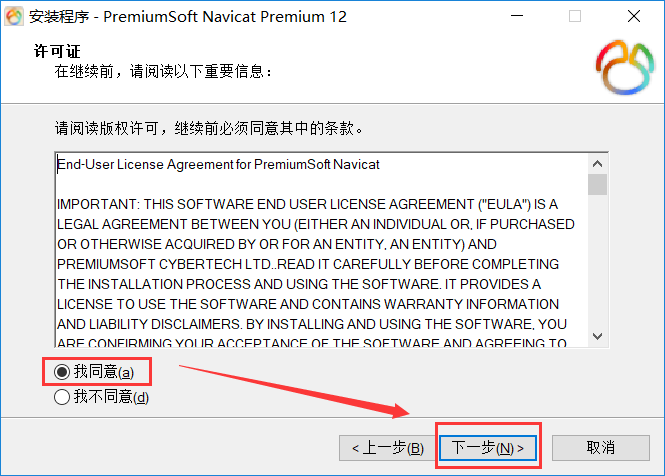 安装程序 - PremiumSoft Navicat Premium 12
许可证
在继续前，请阅读以下重要信息：
请阅读版权许可，继续前必须同意其中的条款。
End-User License Agreement for PremiumSoft Navicat
IMPORTANT: THIS SOFTWARE END USER LICENSE AGREEMENT ("EULA") IS A
LEGAL AGREEMENT BETWEEN YOU (EITHER AN INDIVIDUAL OR, IF PURCHASED
OR OTHERWISE ACQUIRED BY OR FOR AN ENTITY, AN ENTITY) AND
PREMIUMSOFT CYBERTECH LTD..READ IT CAREFULLY BEFORE COMPLETING
THE INSTALLATION PROCESS AND USING THE SOFTWARE. IT PROVIDES A
LICENSE TO USE THE SOFTWARE AND CONTAINS WARRANTY INFORMATION
AND LIABILITY DISCLAIMERS. BY INSTALLING AND USING THE SOFTWARE, YOU
ARE CONFIRMING YOUR ACCEPTANCE OF THE SOFTWARE AND AGREEING TO
我同意(a)
我不同意(d)
< 上一步(B)
下一步(N) >
取消